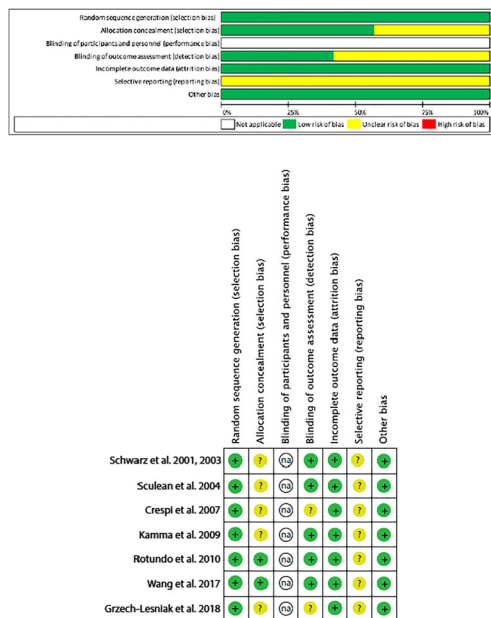 Random sequence generation (selection bias)
Allocation concealment (selection bias)
Blinding of participants and personnel (performance bias)
Blinding of outcome assessment (detection bias)
Incomplete outcome data (attrition bias)
Selective reporting (reporting bias)
Other bias
0% 25% 50% 75% 100%
Not applicable Low risk of bias Unclear risk of bias High risk of bias
Random sequence generation (selection bias)
Allocation concealment (selection bias)
Blinding of participants and personnel (performance bias)
Blinding of outcome assessment (detection bias)
Incomplete outcome data (attrition bias)
Selective reporting (reporting bias)
Other bias
Schwarz et al. 2001, 2003 + ? na + + ? +
Sculean et al. 2004 + ? na + + ? +
Crespi et al. 2007 + ? na ? + ? +
Kamma et al. 2009 + ? na + + ? +
Rotundo et al. 2010 + + na + + ? +
Wang et al. 2017 + + na + + ? +
Grzech-Lesniak et al. 2018 + ? na ? + ? +